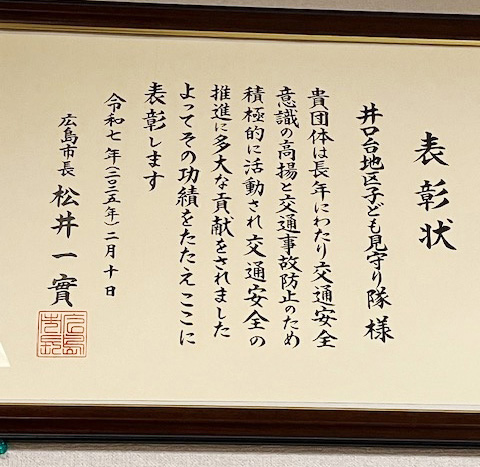 表彰状
井口台地区子ども見守り隊 様
貴団体は長年にわたり交通安全
意識の高揚と交通事故防止のため
積極的に活動され交通安全の
推進に多大な貢献をされました
よってその功績をたたえここに
表彰します
令和七年(二〇二五年)二月十日
広島市長 松井一實
広島市長